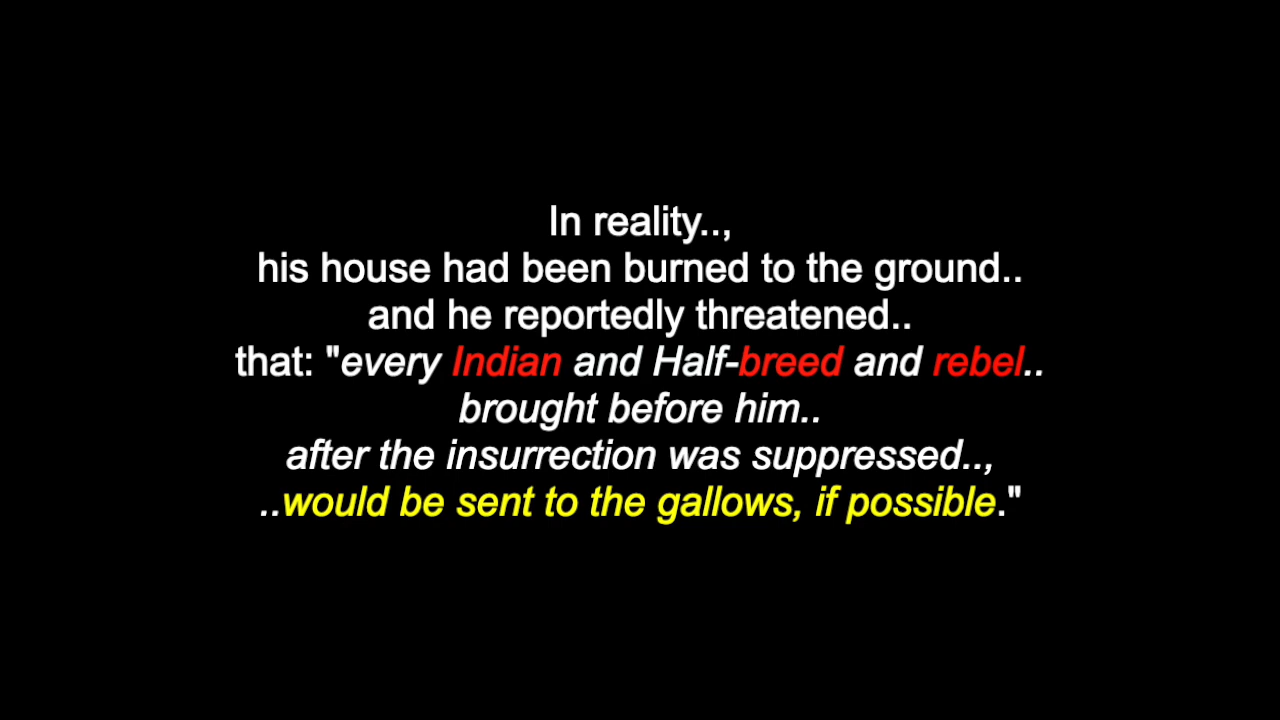 In reality..,
his house had been burned to the ground..
and he reportedly threatened..
that: "every Indian and Half-breed and rebel..
brought before him..
after the insurrection was suppressed..,
..would be sent to the gallows, if possible."